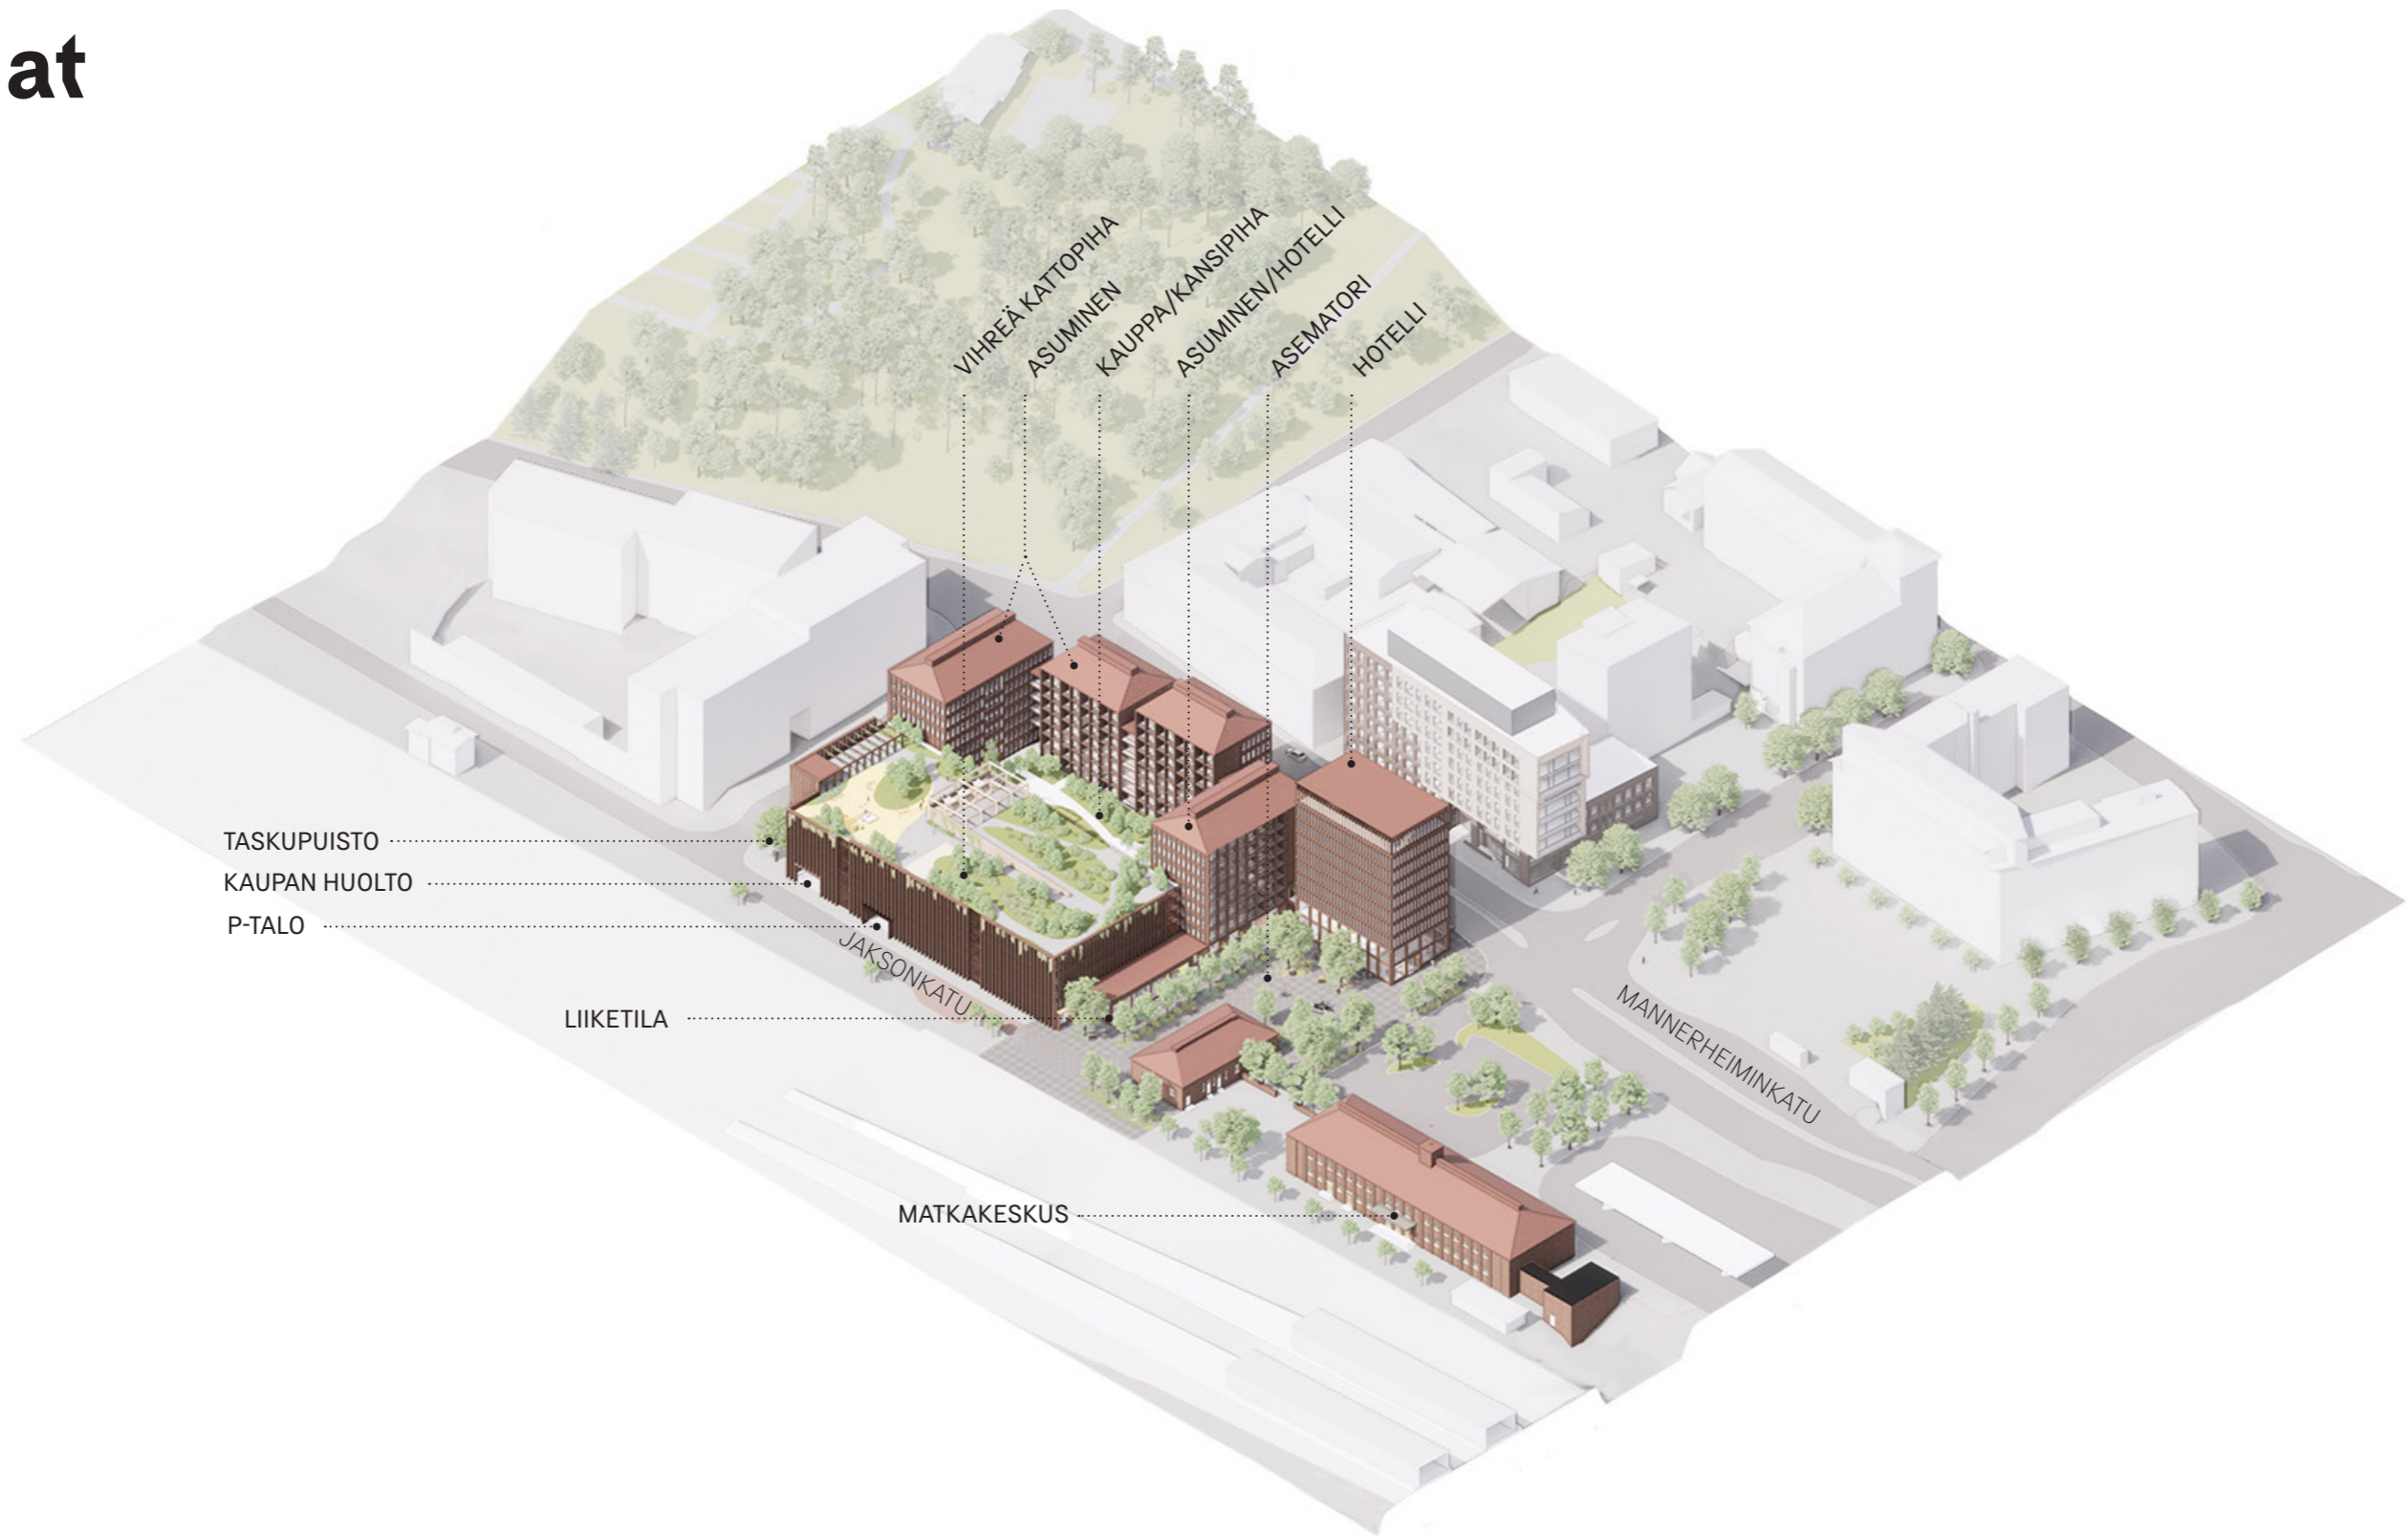 at
VIHREÄ KATTOPIHA
ASUMINEN
KAUPPA/KANSIPIHA
ASUMINEN/HOTELLI
ASEMATORI
HOTELLI
TASKUPUISTO
KAUPAN HUOLTO
P-TALO
JAKSONKATU
LIIKETILA
MANNERHEIMINKATU
MATKAKESKUS